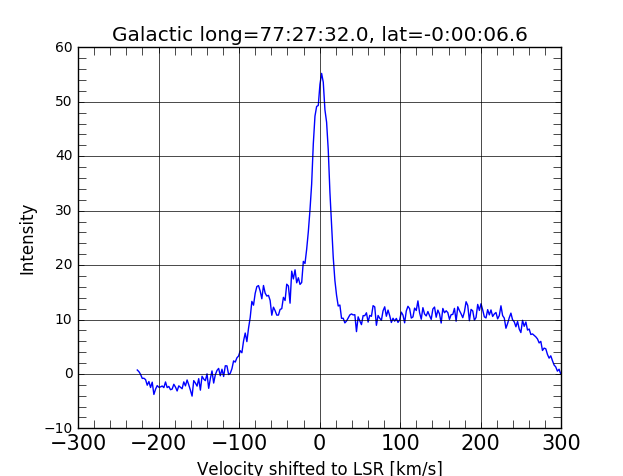 Galactic long=77:27:32.0, lat=-0:00:06.6
60
50
40
30
20
10
0
−10
Intensity
−300 −200 −100 0 100 200 300
Velocity shifted to LSR [km/s]